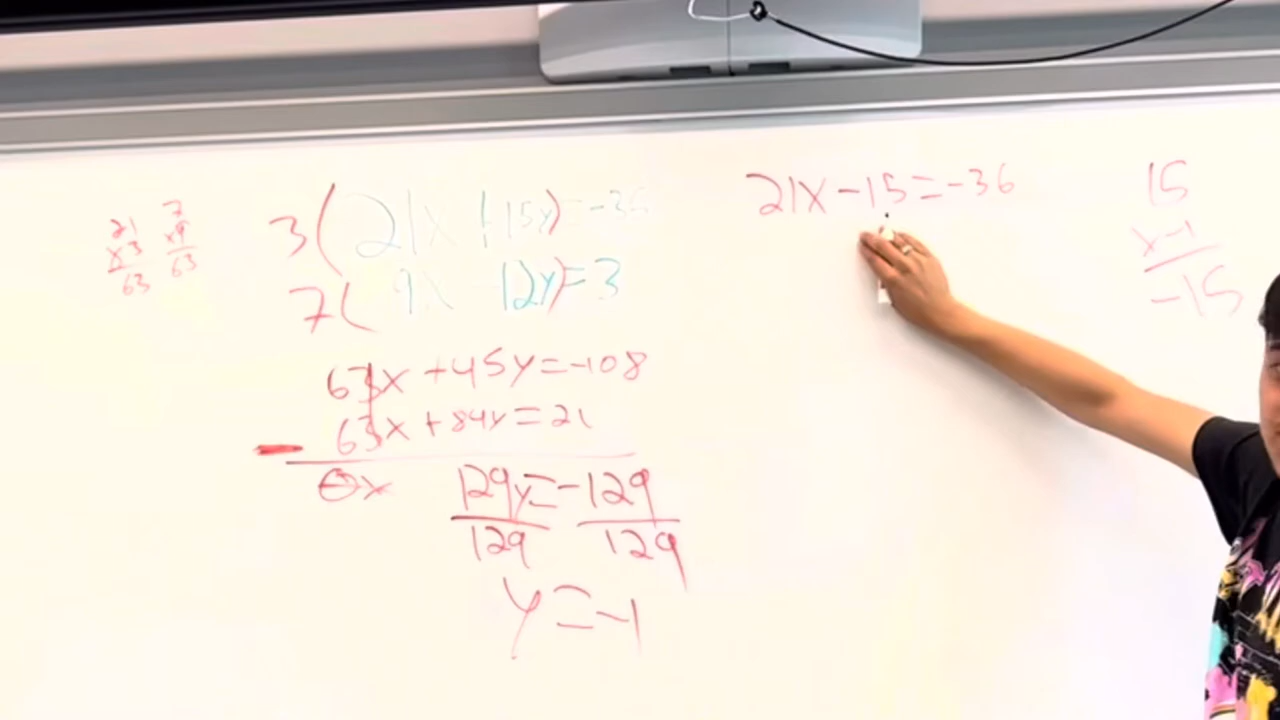 21
x3
63
7
x9
63
3(21x +15y)=-36
7( 9x 12y)=3
63x +45y=-108
63x +84y=21
-
0x 129y=-129
129 129
y=-1
21x-15=-36
15
x-1
-15